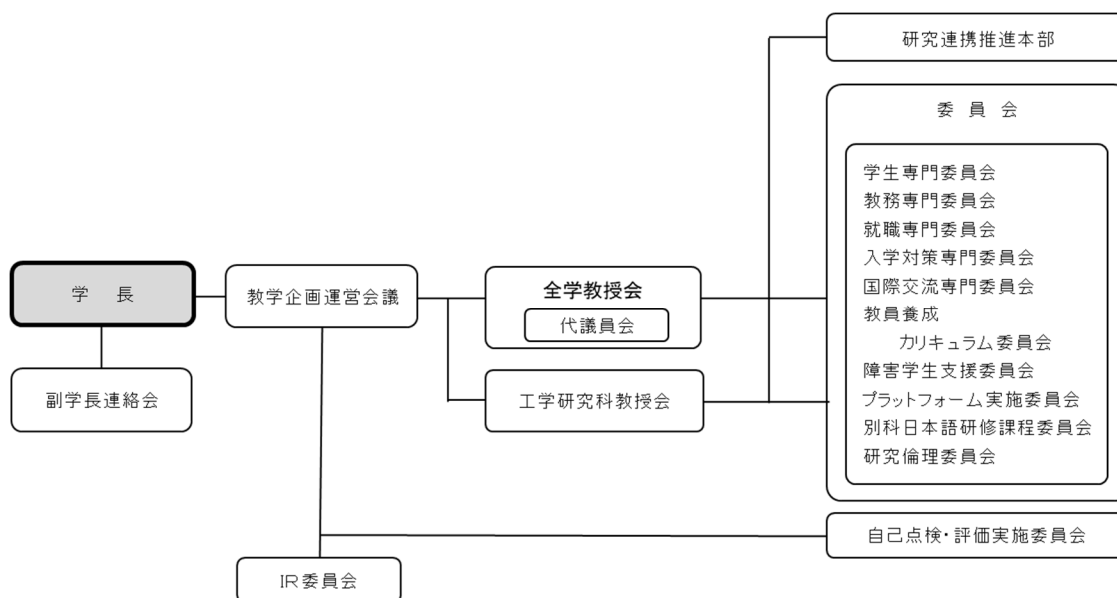 研究連携推進本部
委 員 会
学生専門委員会
教務専門委員会
就職専門委員会
入学対策専門委員会
国際交流専門委員会
教員養成
カリキュラム委員会
障害学生支援委員会
プラットフォーム実施委員会
別科日本語研修課程委員会
研究倫理委員会
学 長
教学企画運営会議
全学教授会
代議員会
副学長連絡会
工学研究科教授会
自己点検・評価実施委員会
IR委員会